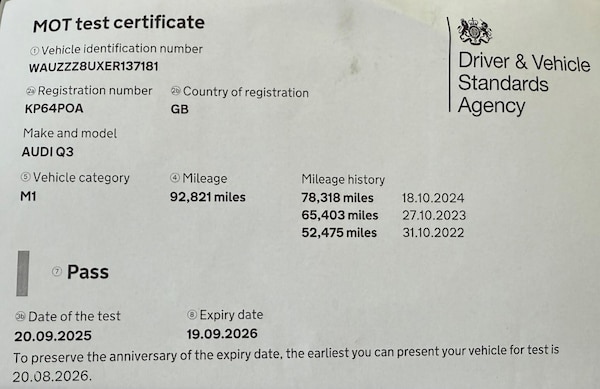 MOT test certificate
① Vehicle identification number
WAUZZZ8UXER137181
②a Registration number ②b Country of registration
KP64POA GB
Make and model
AUDI Q3
⑤ Vehicle category ④ Mileage Mileage history
M1 92,821 miles 78,318 miles 18.10.2024
65,403 miles 27.10.2023
52,475 miles 31.10.2022
⑦ Pass
③b Date of the test ⑧ Expiry date
20.09.2025 19.09.2026
To preserve the anniversary of the expiry date, the earliest you can present your vehicle for test is
20.08.2026.
Driver & Vehicle
Standards
Agency